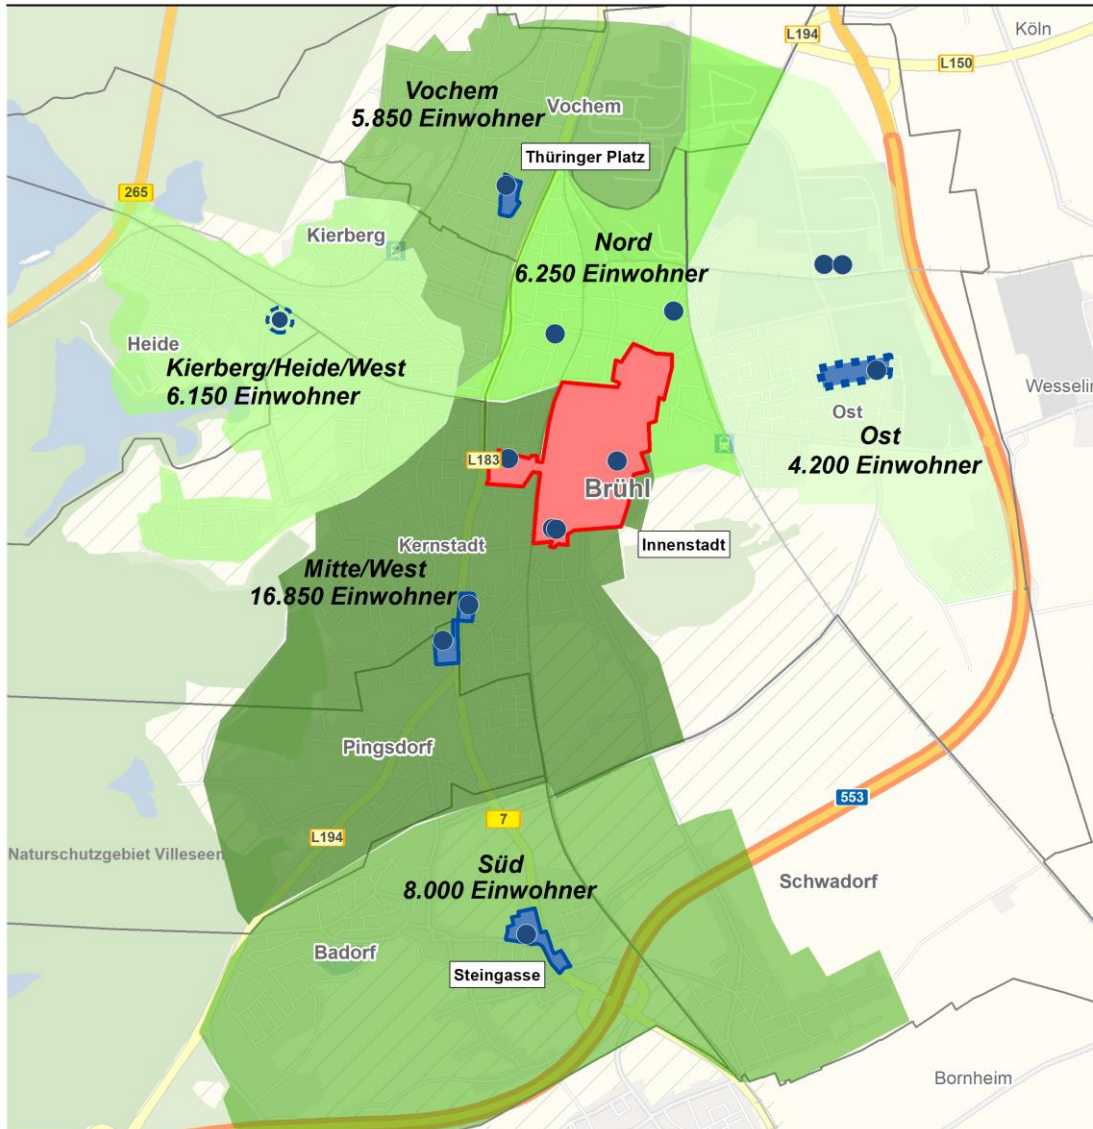 L194
Köln
L150
Vochem
5.850 Einwohner
Vochem
Thüringer Platz
265
Kierberg
Nord
6.250 Einwohner
Heide
Kierberg/Heide/West
6.150 Einwohner
Wesselin
Ost
Ost
4.200 Einwohner
L183
Brühl
Innenstadt
Kernstadt
Mitte/West
16.850 Einwohner
Pingsdorf
553
7
L194
Naturschutzgebiet Villeseen
Süd
8.000 Einwohner
Schwadorf
Badorf
Steingasse
Bornheim